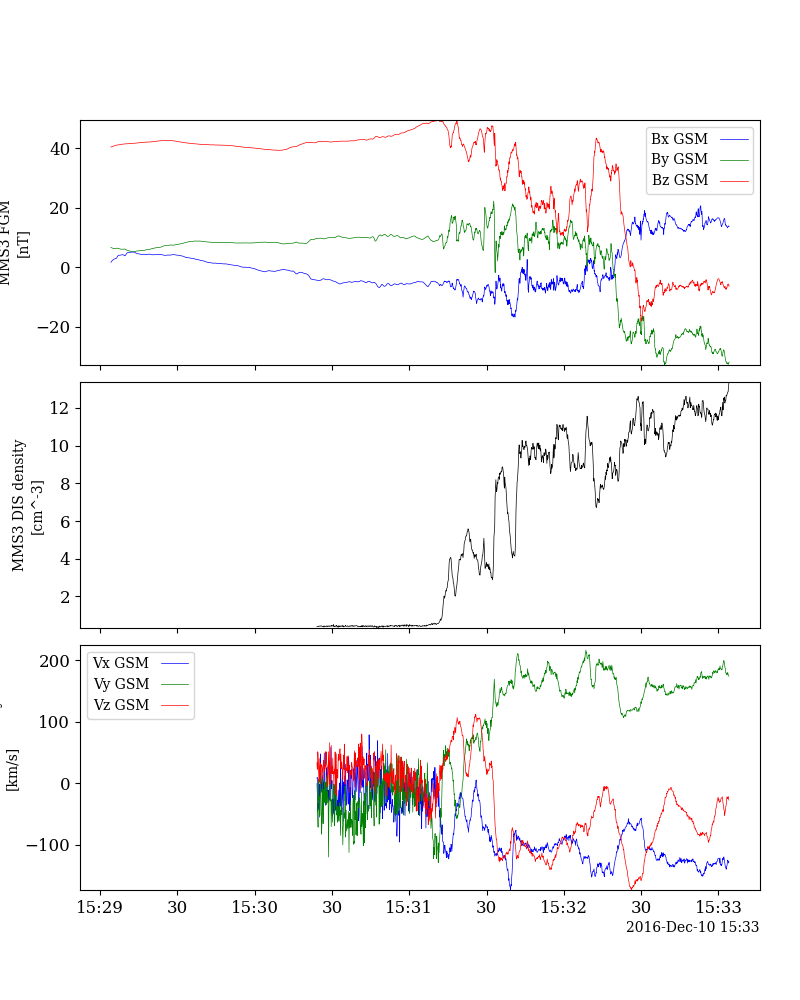 MMS3 FGM
[nT]
40
20
0
−20
Bx GSM
By GSM
Bz GSM
MMS3 DIS density
[cm^-3]
12
10
8
6
4
2
[km/s]
200
100
0
−100
Vx GSM
Vy GSM
Vz GSM
15:29 30 15:30 30 15:31 30 15:32 30 15:33
2016-Dec-10 15:33